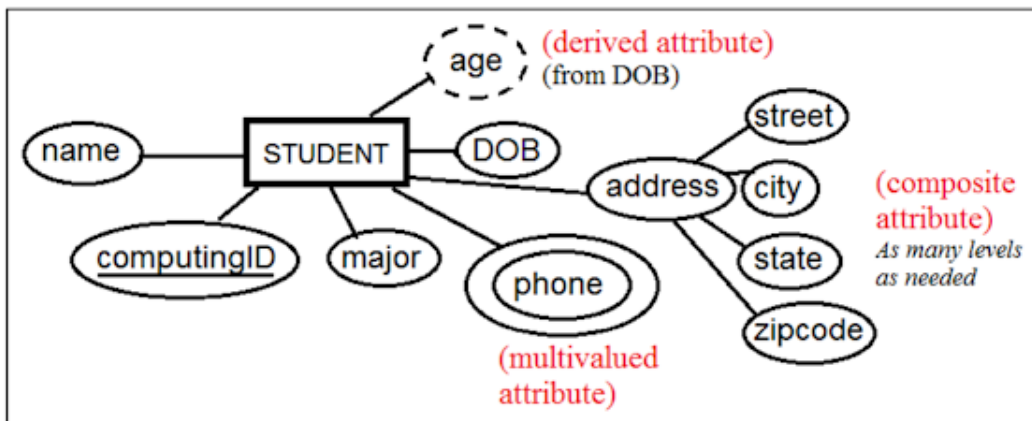 age
(derived attribute)
(from DOB)
street
name
STUDENT
DOB
address
city
(composite
attribute)
As many levels
as needed
computingID
major
phone
state
zipcode
(multivalued
attribute)